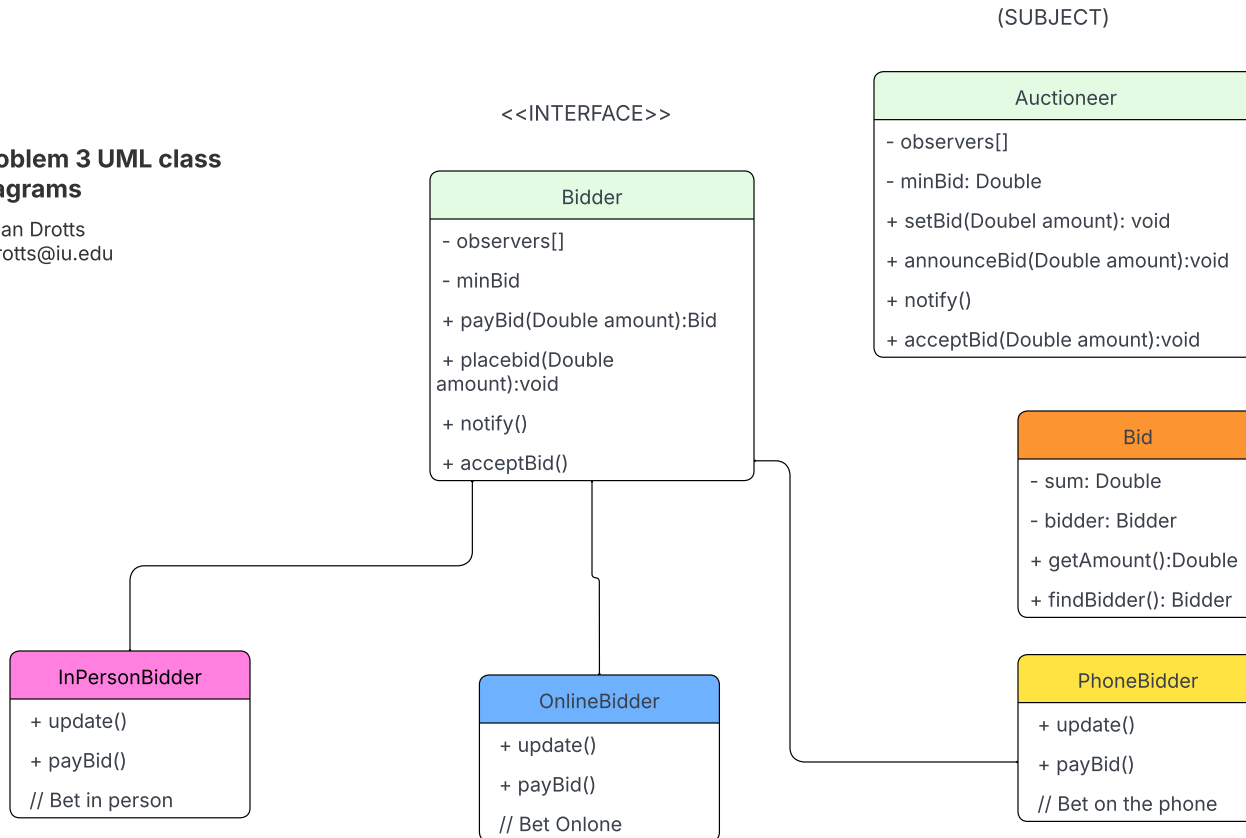 (SUBJECT)
Auctioneer
- observers[]
- minBid: Double
+ setBid(Doubel amount): void
+ announceBid(Double amount):void
+ notify()
+ acceptBid(Double amount):void
<<INTERFACE>>
oblem 3 UML class
agrams
an Drotts
rotts@iu.edu
Bidder
- observers[]
- minBid
+ payBid(Double amount):Bid
+ placebid(Double
amount):void
+ notify()
+ acceptBid()
Bid
- sum: Double
- bidder: Bidder
+ getAmount():Double
+ findBidder(): Bidder
InPersonBidder
+ update()
+ payBid()
// Bet in person
OnlineBidder
+ update()
+ payBid()
// Bet Onlone
PhoneBidder
+ update()
+ payBid()
// Bet on the phone